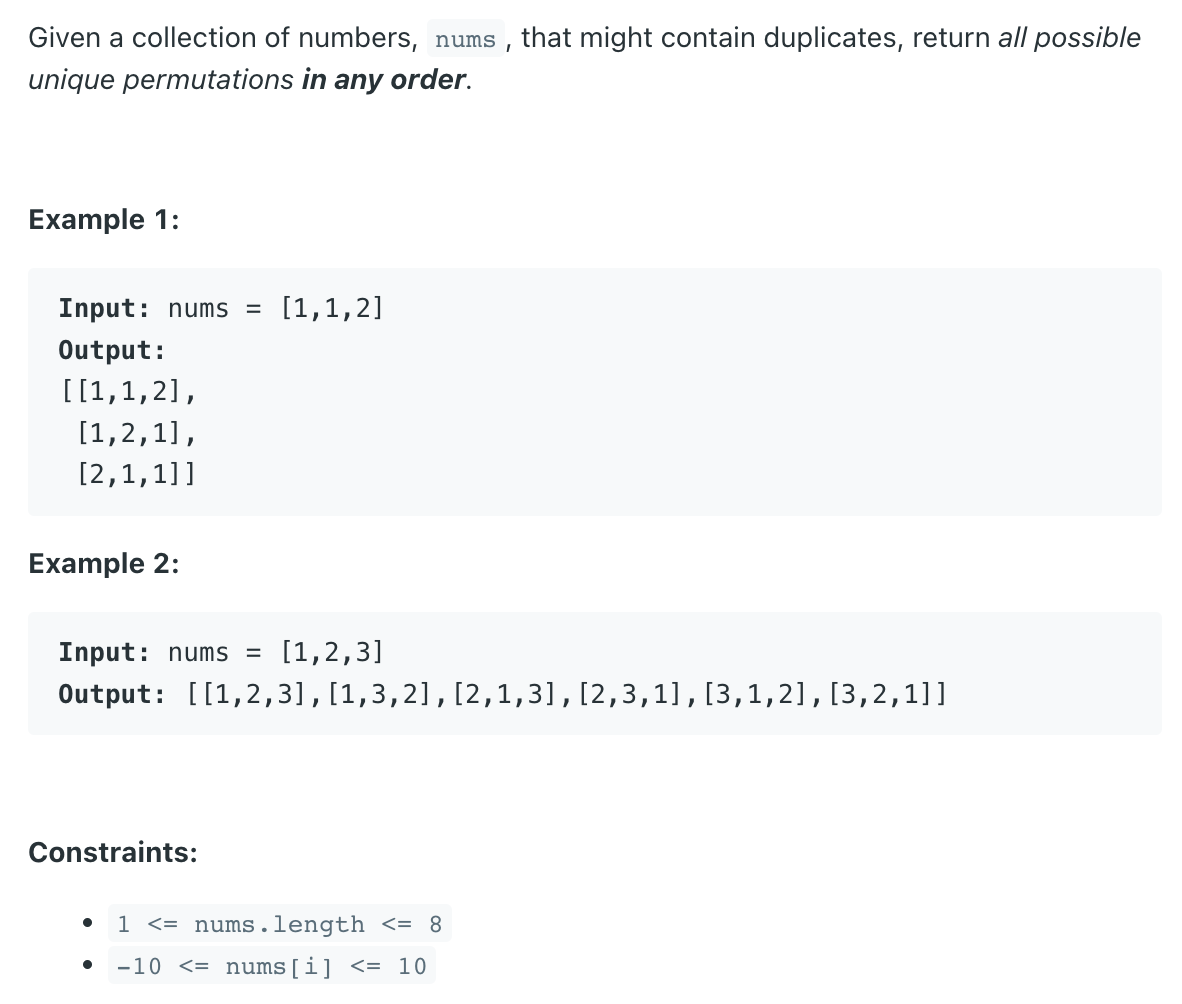 Given a collection of numbers, nums , that might contain duplicates, return all possible
unique permutations in any order.
Example 1:
Input: nums = [1,1,2]
Output:
[[1,1,2],
[1,2,1],
[2,1,1]]
Example 2:
Input: nums = [1,2,3]
Output: [[1,2,3],[1,3,2],[2,1,3],[2,3,1],[3,1,2],[3,2,1]]
Constraints:
• 1 <= nums.length <= 8
• -10 <= nums[i] <= 10